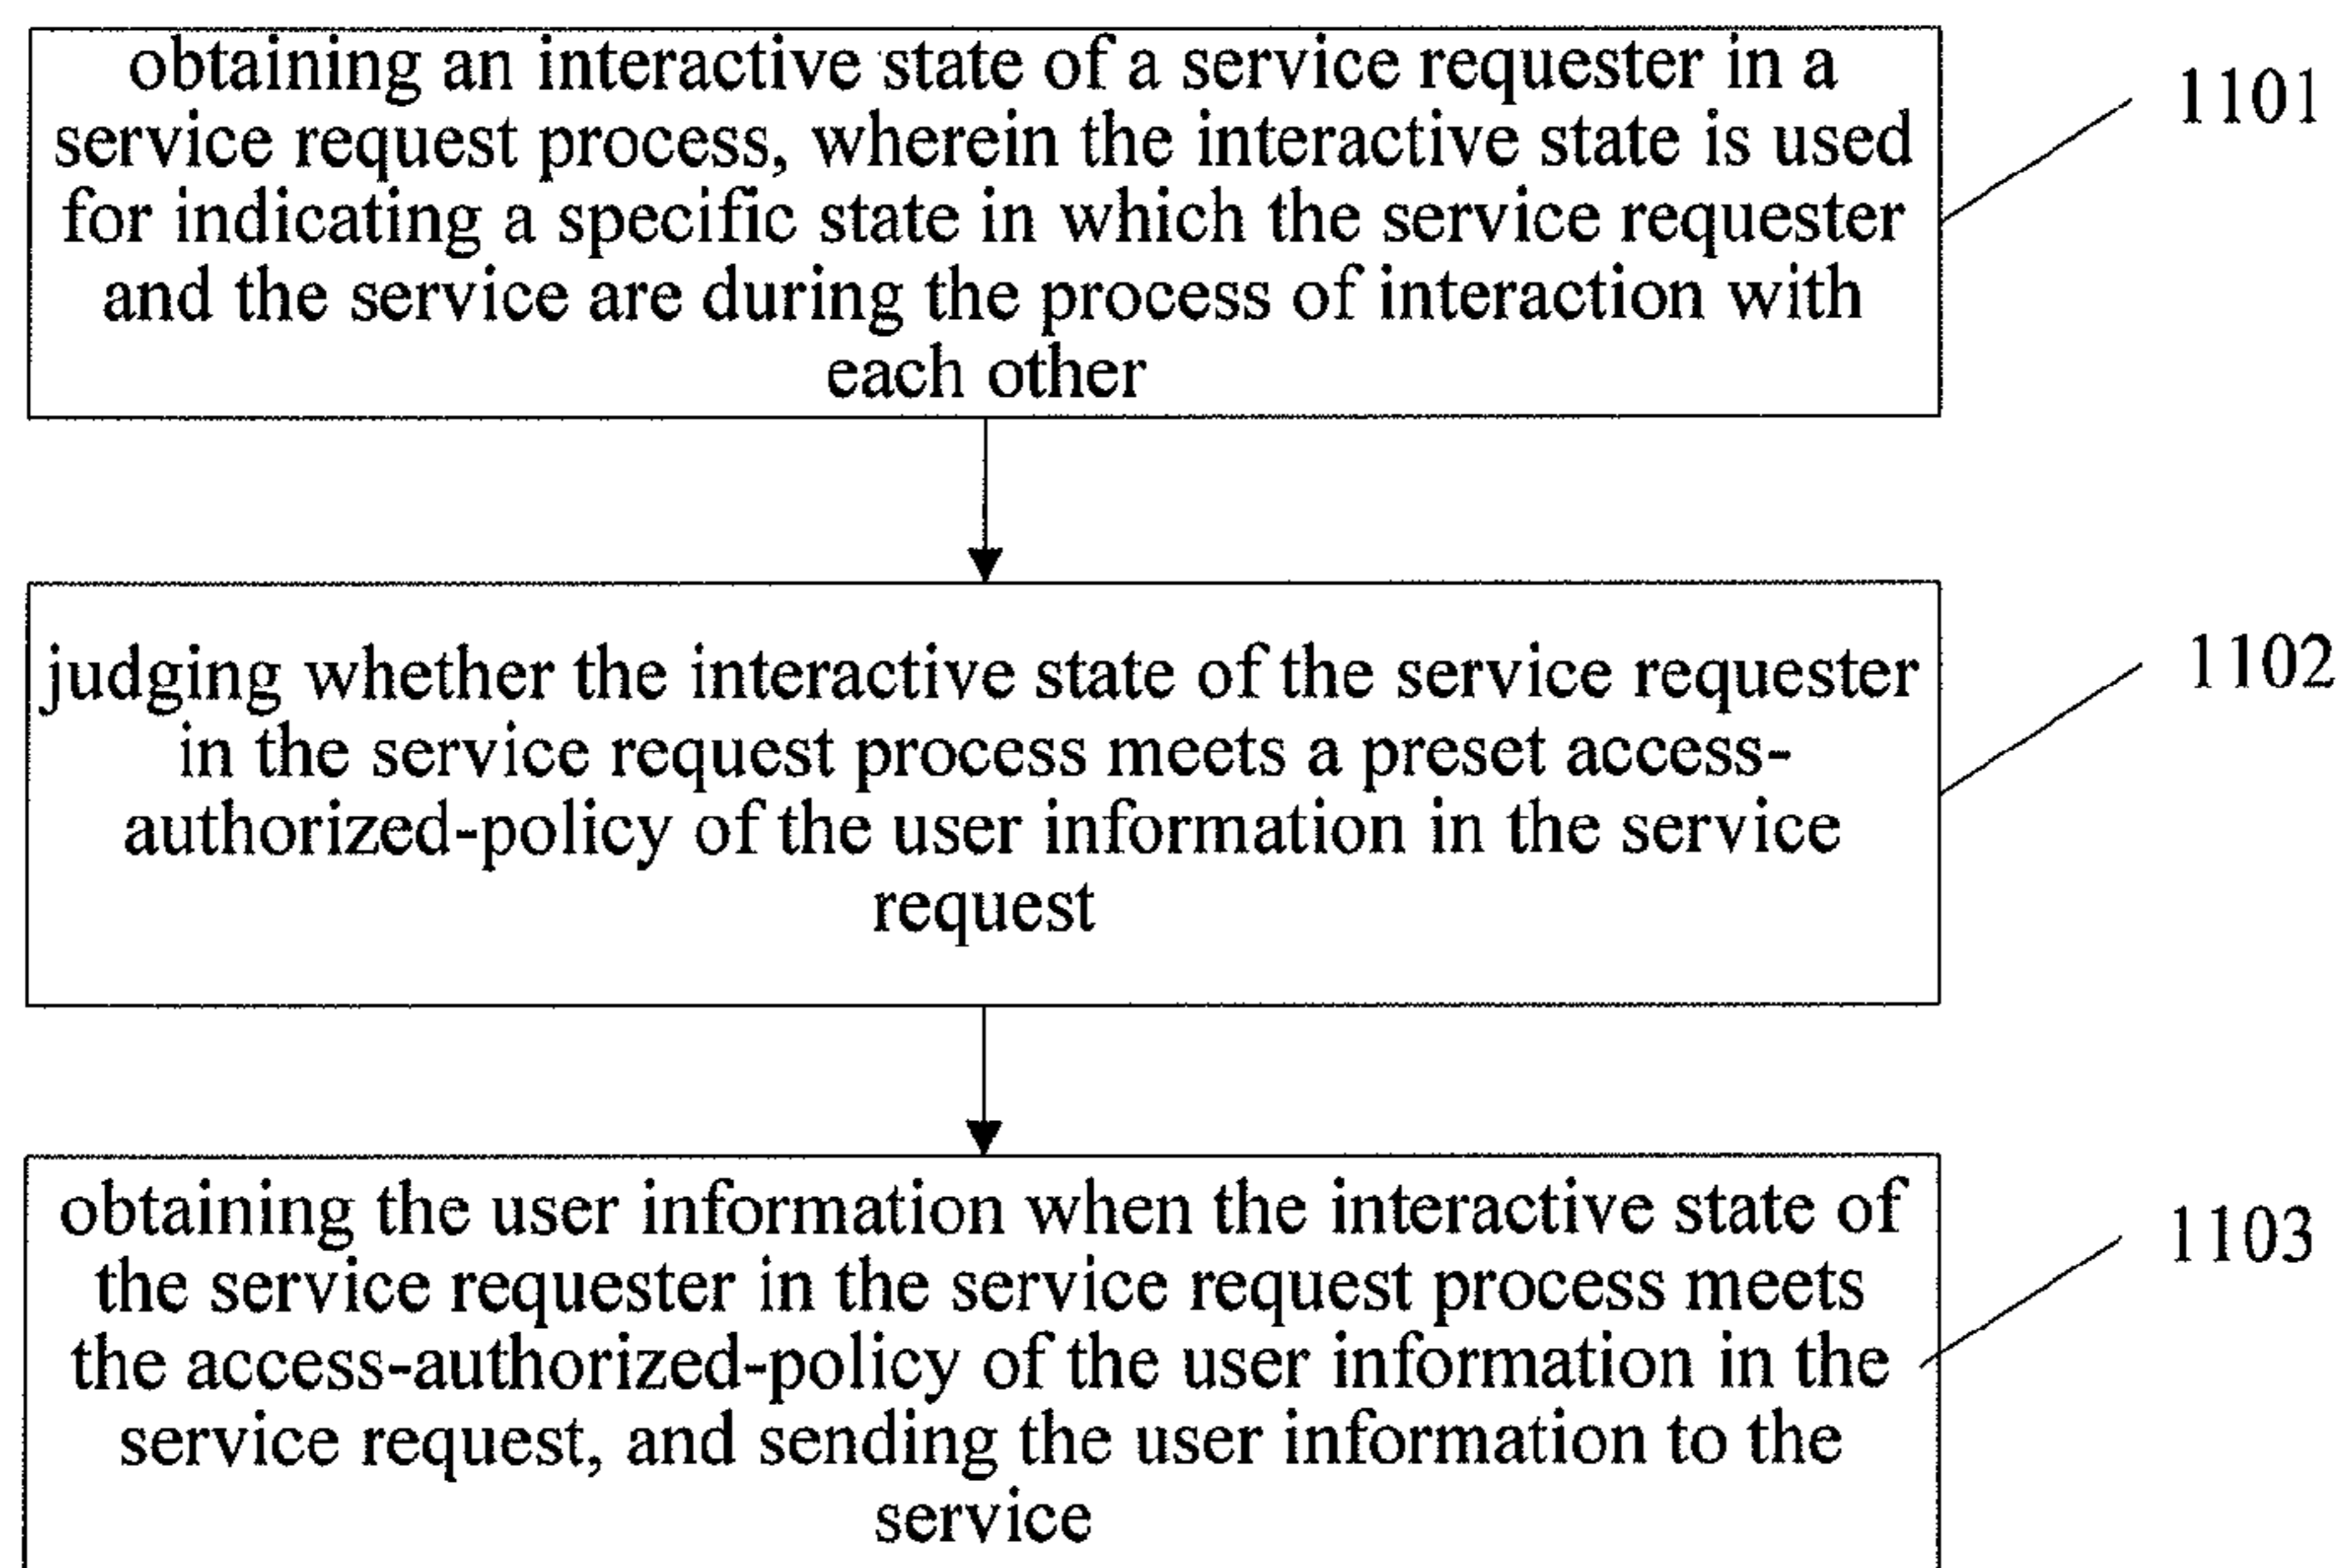 obtaining an interactive state of a service requester in a
service request process, wherein the interactive state is used
for indicating a specific state in which the service requester
and the service are during the process of interaction with
each other
1101
judging whether the interactive state of the service requester
in the service request process meets a preset access-
authorized-policy of the user information in the service
request
1102
obtaining the user information when the interactive state of
the service requester in the service request process meets
the access-authorized-policy of the user information in the
service request, and sending the user information to the
service
1103